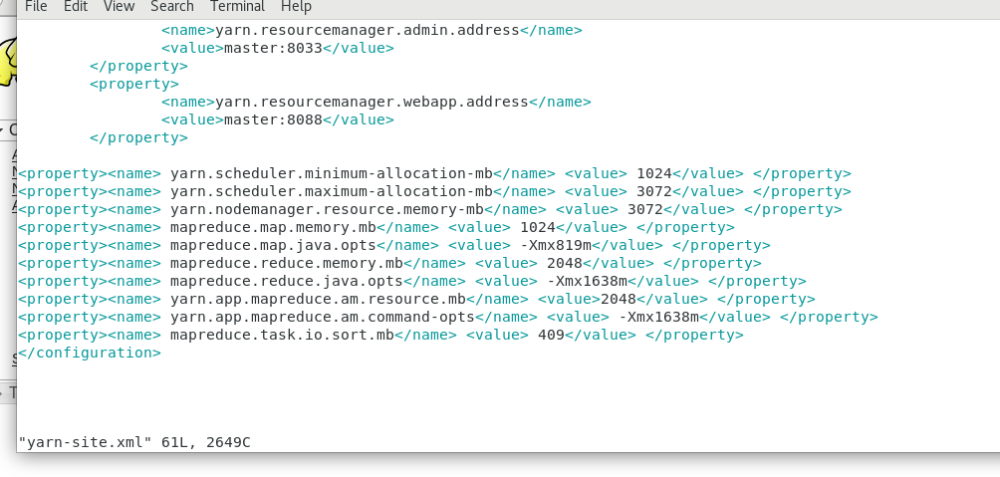 File Edit View Search Terminal Help
<name>yarn.resourcemanager.admin.address</name>
<value>master:8033</value>
</property>
<property>
<name>yarn.resourcemanager.webapp.address</name>
<value>master:8088</value>
</property>
<property><name> yarn.scheduler.minimum-allocation-mb</name> <value> 1024</value> </property>
<property><name> yarn.scheduler.maximum-allocation-mb</name> <value> 3072</value> </property>
<property><name> yarn.nodemanager.resource.memory-mb</name> <value> 3072</value> </property>
<property><name> mapreduce.map.memory.mb</name> <value> 1024</value> </property>
<property><name> mapreduce.map.java.opts</name> <value> -Xmx819m</value> </property>
<property><name> mapreduce.reduce.memory.mb</name> <value> 2048</value> </property>
<property><name> mapreduce.reduce.java.opts</name> <value> -Xmx1638m</value> </property>
<property><name> yarn.app.mapreduce.am.resource.mb</name> <value>2048</value> </property>
<property><name> yarn.app.mapreduce.am.command-opts</name> <value> -Xmx1638m</value> </property>
<property><name> mapreduce.task.io.sort.mb</name> <value> 409</value> </property>
</configuration>
"yarn-site.xml" 61L, 2649C